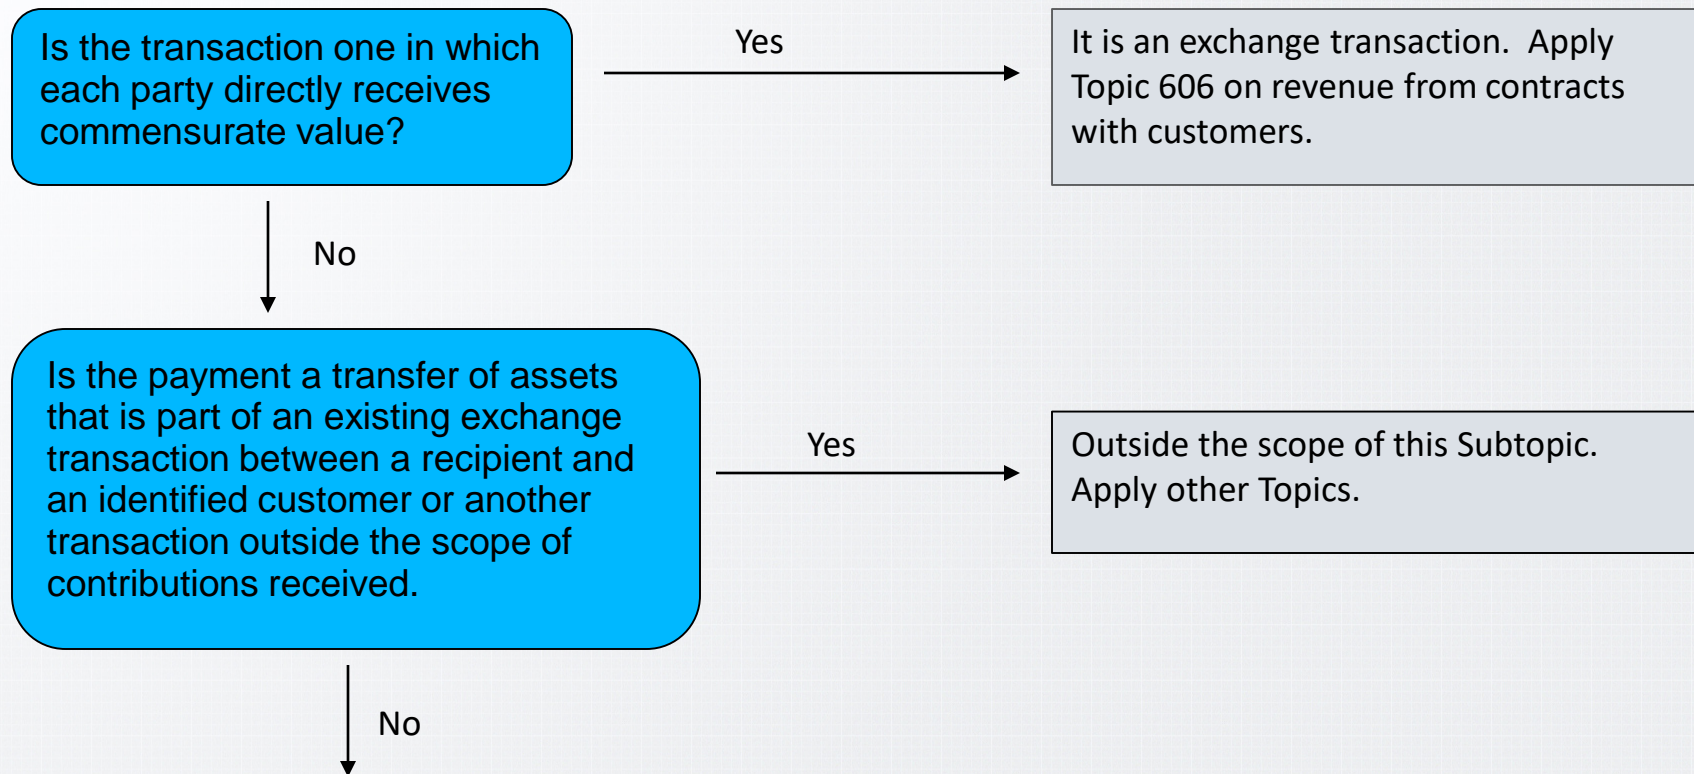 Is the transaction one in which
each party directly receives
commensurate value?
Yes
It is an exchange transaction.  Apply
Topic 606 on revenue from contracts
with customers.
No
Is the payment a transfer of assets
that is part of an existing exchange
transaction between a recipient and
an identified customer or another
transaction outside the scope of
contributions received.
Yes
Outside the scope of this Subtopic.
Apply other Topics.
No